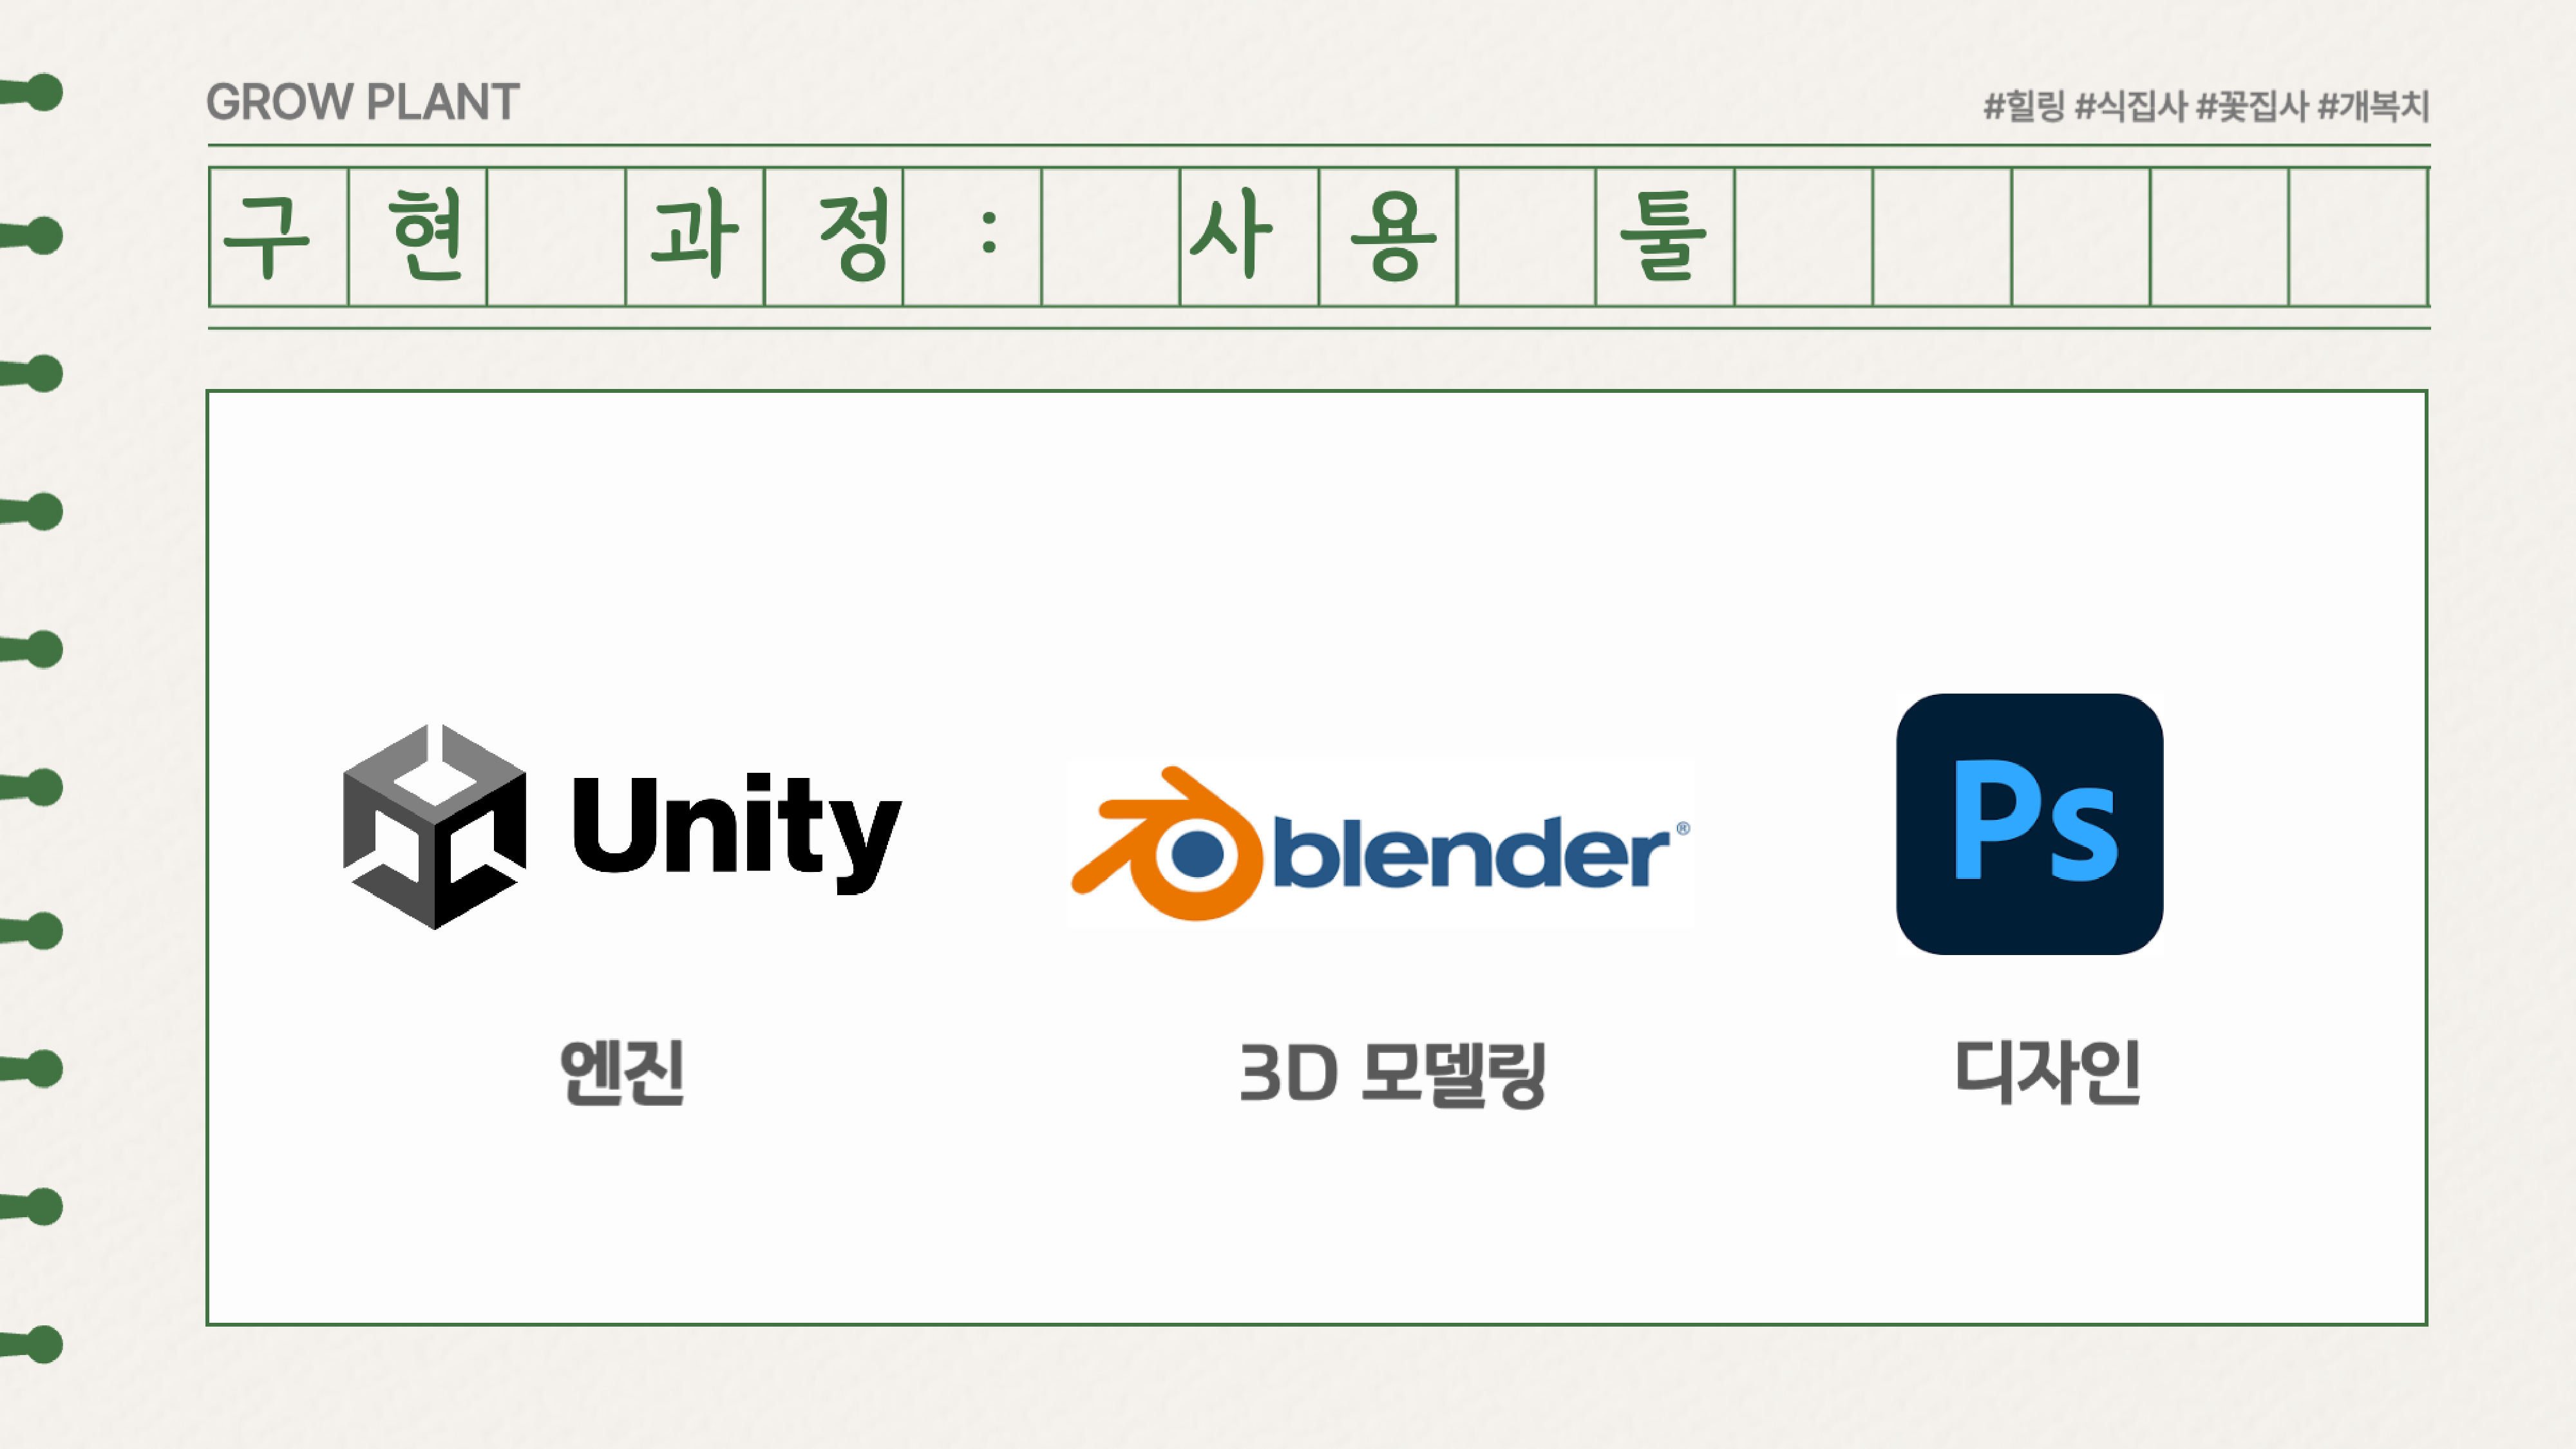 GROW PLANT
#힐링 #식집사 #꽃집사 #개복치
구현 과정: 사용 툴
Unity
blender®
Ps
엔진
3D 모델링
디자인